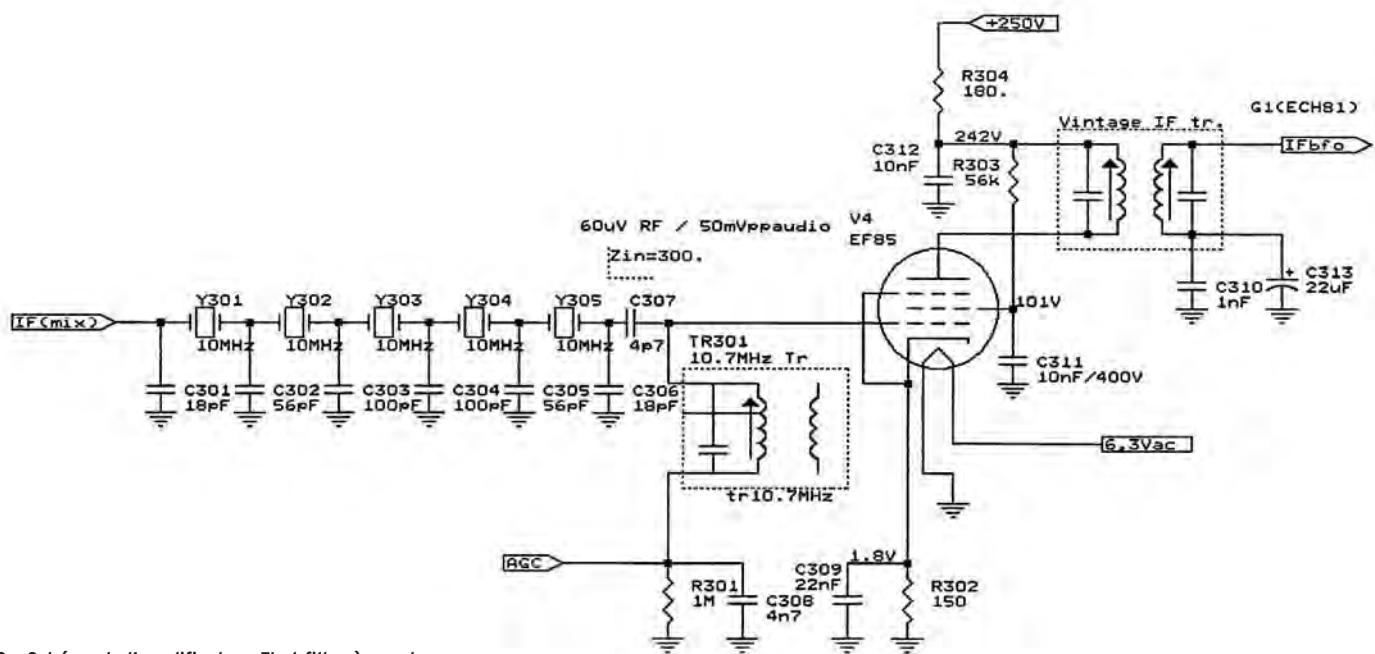 +250V
R304
180.
G1(ECH81)
Vintage IF tr.
242V
IFbfo
C312
10nF
R303
56k
60uV RF / 50mVppaudio
V4
EF85
Zin=300.
C310
1nF
C313
22uF
+
Y301
Y302
Y303
Y304
Y305
C307
101V
IF(mix)
10MHz
10MHz
10MHz
10MHz
10MHz
4p7
TR301
10.7MHz Tr
C311
10nF/400V
C301
18pF
C302
56pF
C303
100pF
C304
100pF
C305
56pF
C306
18pF
6,3Vac
tr10.7MHz
AGC
1.8V
C309
22nF
R301
1M
C308
4n7
R302
150